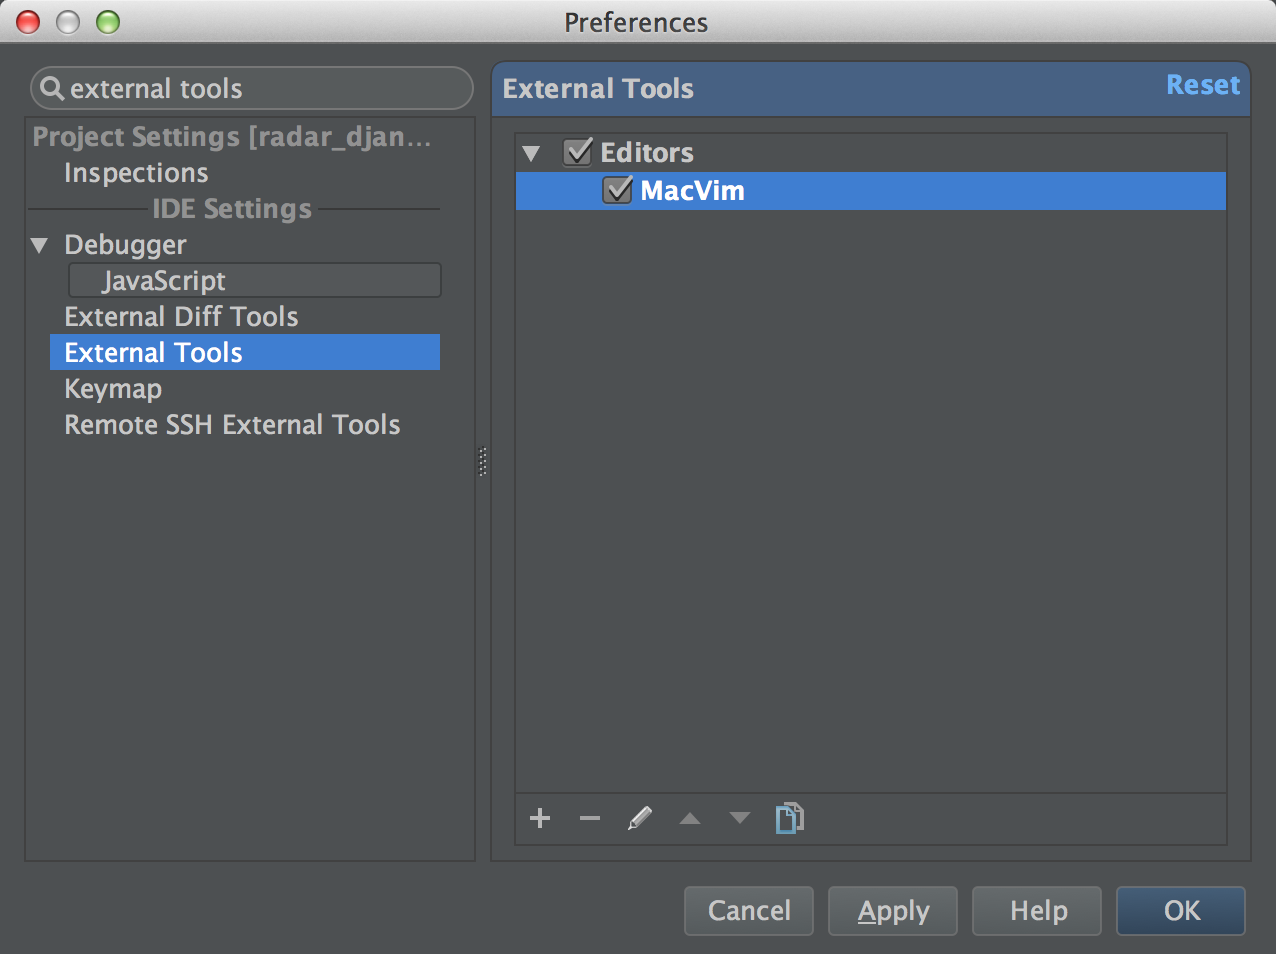 Preferences
external tools
Project Settings [radar_djan...
Inspections
IDE Settings
Debugger
JavaScript
External Diff Tools
External Tools
Keymap
Remote SSH External Tools
External Tools
Reset
Editors
MacVim
Cancel
Apply
Help
OK